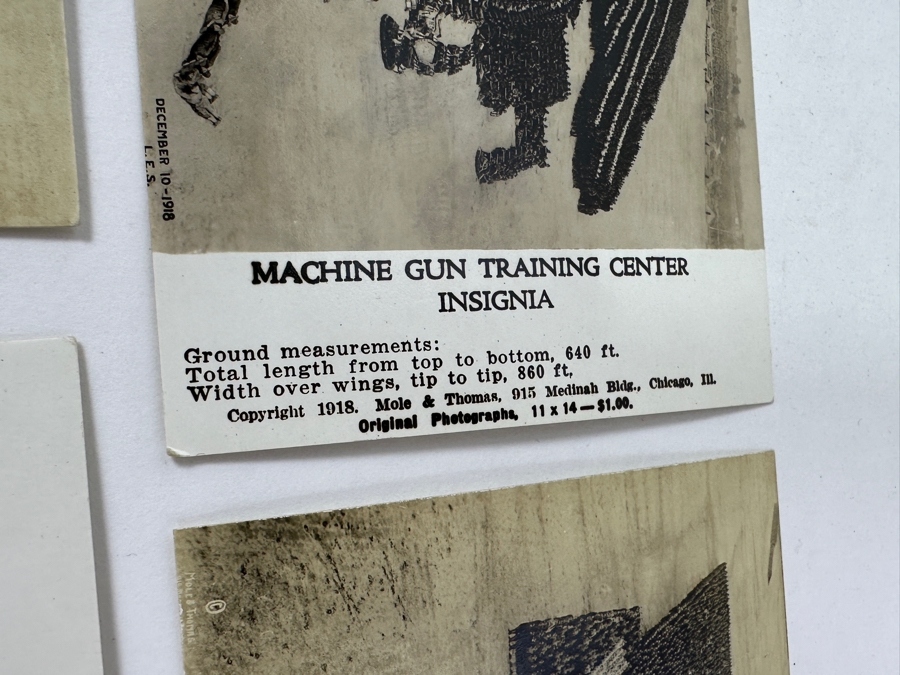 DECEMBER 10-1918
L.E.S.
MACHINE GUN TRAINING CENTER
INSIGNIA
Ground measurements:
Total length from top to bottom, 640 ft.
Width over wings, tip to tip, 860 ft,
Copyright 1918. Mole & Thomas, 915 Medinah Bldg., Chicago, Ill.
Original Photographs, 11 x 14—$1.00.
©
MOLE & THOMAS